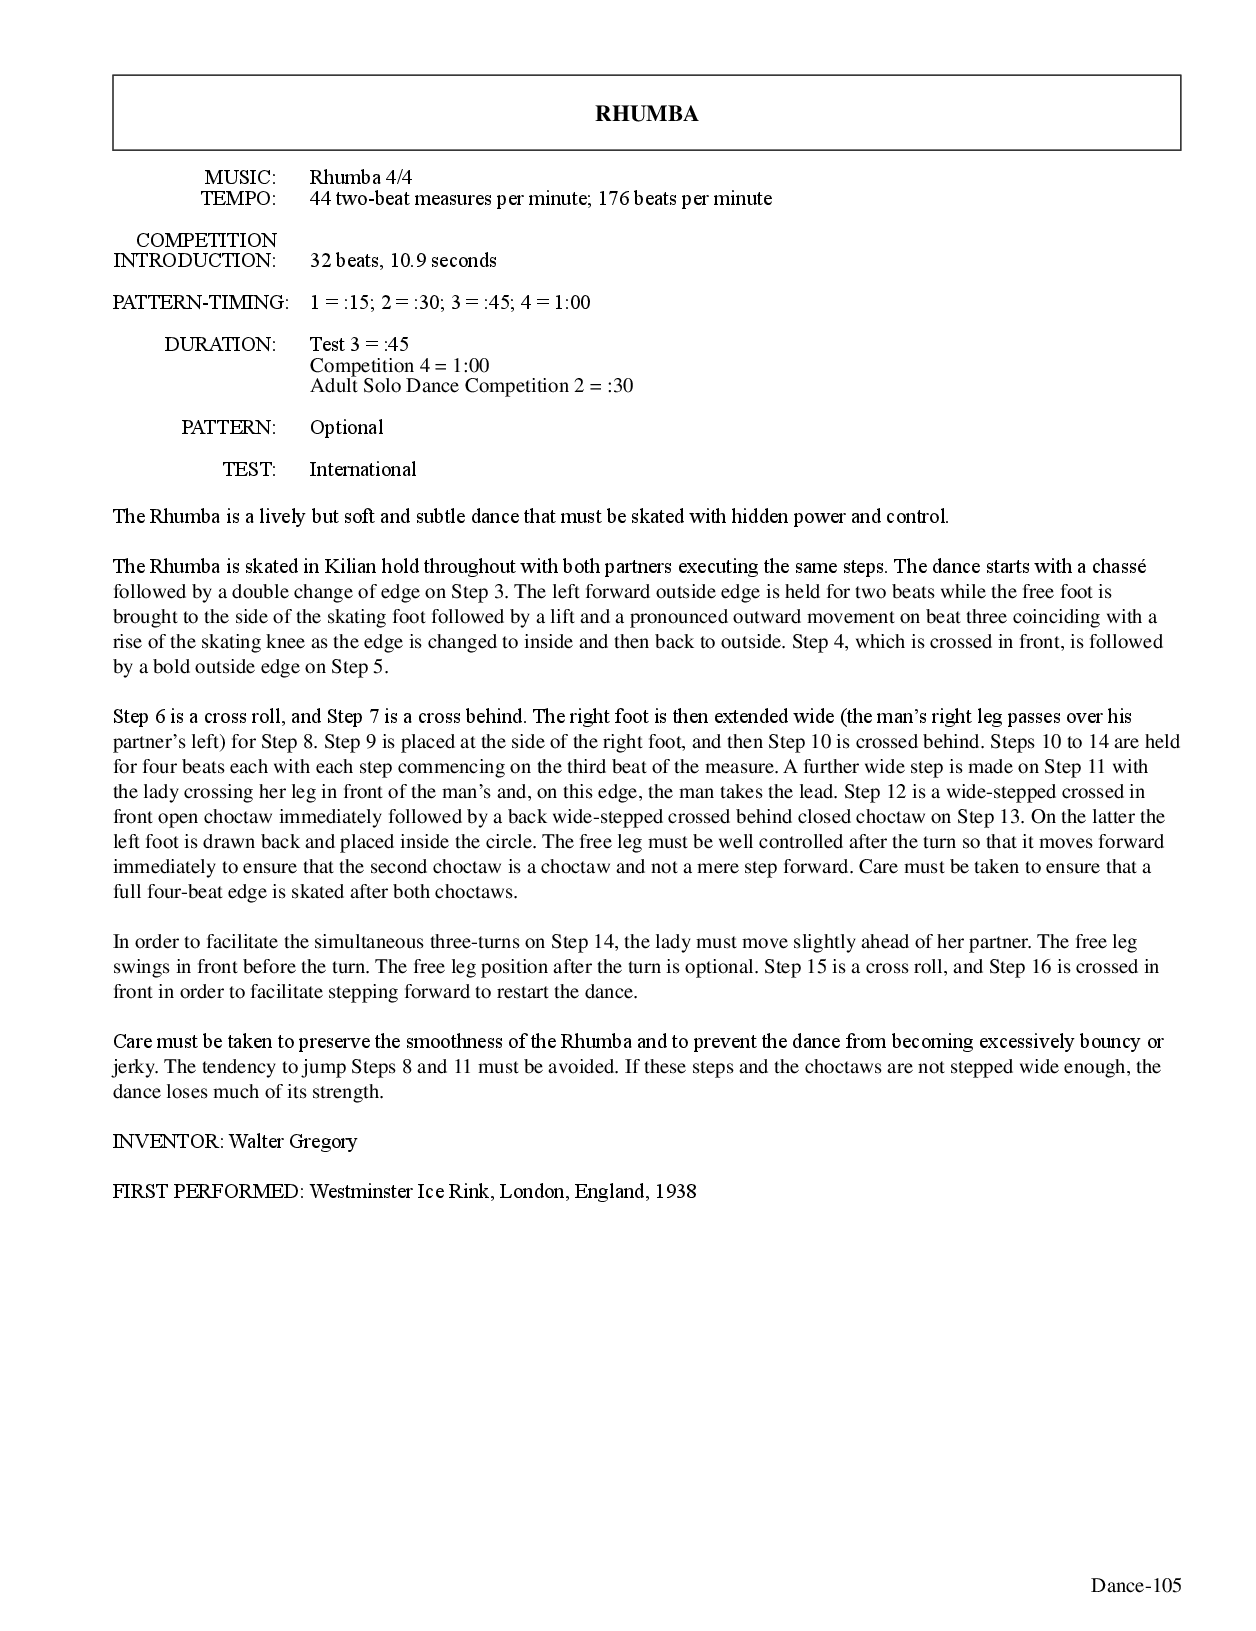 RHUMBA
MUSIC: Rhumba 4/4
TEMPO: 44 two-beat measures per minute; 176 beats per minute
COMPETITION
INTRODUCTION: 32 beats, 10.9 seconds
PATTERN-TIMING: 1 = :15; 2 = :30; 3 = :45; 4 = 1:00
DURATION: Test 3 = :45
Competition 4 = 1:00
Adult Solo Dance Competition 2 = :30
PATTERN: Optional
TEST: International
The Rhumba is a lively but soft and subtle dance that must be skated with hidden power and control.
The Rhumba is skated in Kilian hold throughout with both partners executing the same steps. The dance starts with a chassé
followed by a double change of edge on Step 3. The left forward outside edge is held for two beats while the free foot is
brought to the side of the skating foot followed by a lift and a pronounced outward movement on beat three coinciding with a
rise of the skating knee as the edge is changed to inside and then back to outside. Step 4, which is crossed in front, is followed
by a bold outside edge on Step 5.
Step 6 is a cross roll, and Step 7 is a cross behind. The right foot is then extended wide (the man’s right leg passes over his
partner’s left) for Step 8. Step 9 is placed at the side of the right foot, and then Step 10 is crossed behind. Steps 10 to 14 are held
for four beats each with each step commencing on the third beat of the measure. A further wide step is made on Step 11 with
the lady crossing her leg in front of the man’s and, on this edge, the man takes the lead. Step 12 is a wide-stepped crossed in
front open choctaw immediately followed by a back wide-stepped crossed behind closed choctaw on Step 13. On the latter the
left foot is drawn back and placed inside the circle. The free leg must be well controlled after the turn so that it moves forward
immediately to ensure that the second choctaw is a choctaw and not a mere step forward. Care must be taken to ensure that a
full four-beat edge is skated after both choctaws.
In order to facilitate the simultaneous three-turns on Step 14, the lady must move slightly ahead of her partner. The free leg
swings in front before the turn. The free leg position after the turn is optional. Step 15 is a cross roll, and Step 16 is crossed in
front in order to facilitate stepping forward to restart the dance.
Care must be taken to preserve the smoothness of the Rhumba and to prevent the dance from becoming excessively bouncy or
jerky. The tendency to jump Steps 8 and 11 must be avoided. If these steps and the choctaws are not stepped wide enough, the
dance loses much of its strength.
INVENTOR: Walter Gregory
FIRST PERFORMED: Westminster Ice Rink, London, England, 1938
Dance-105